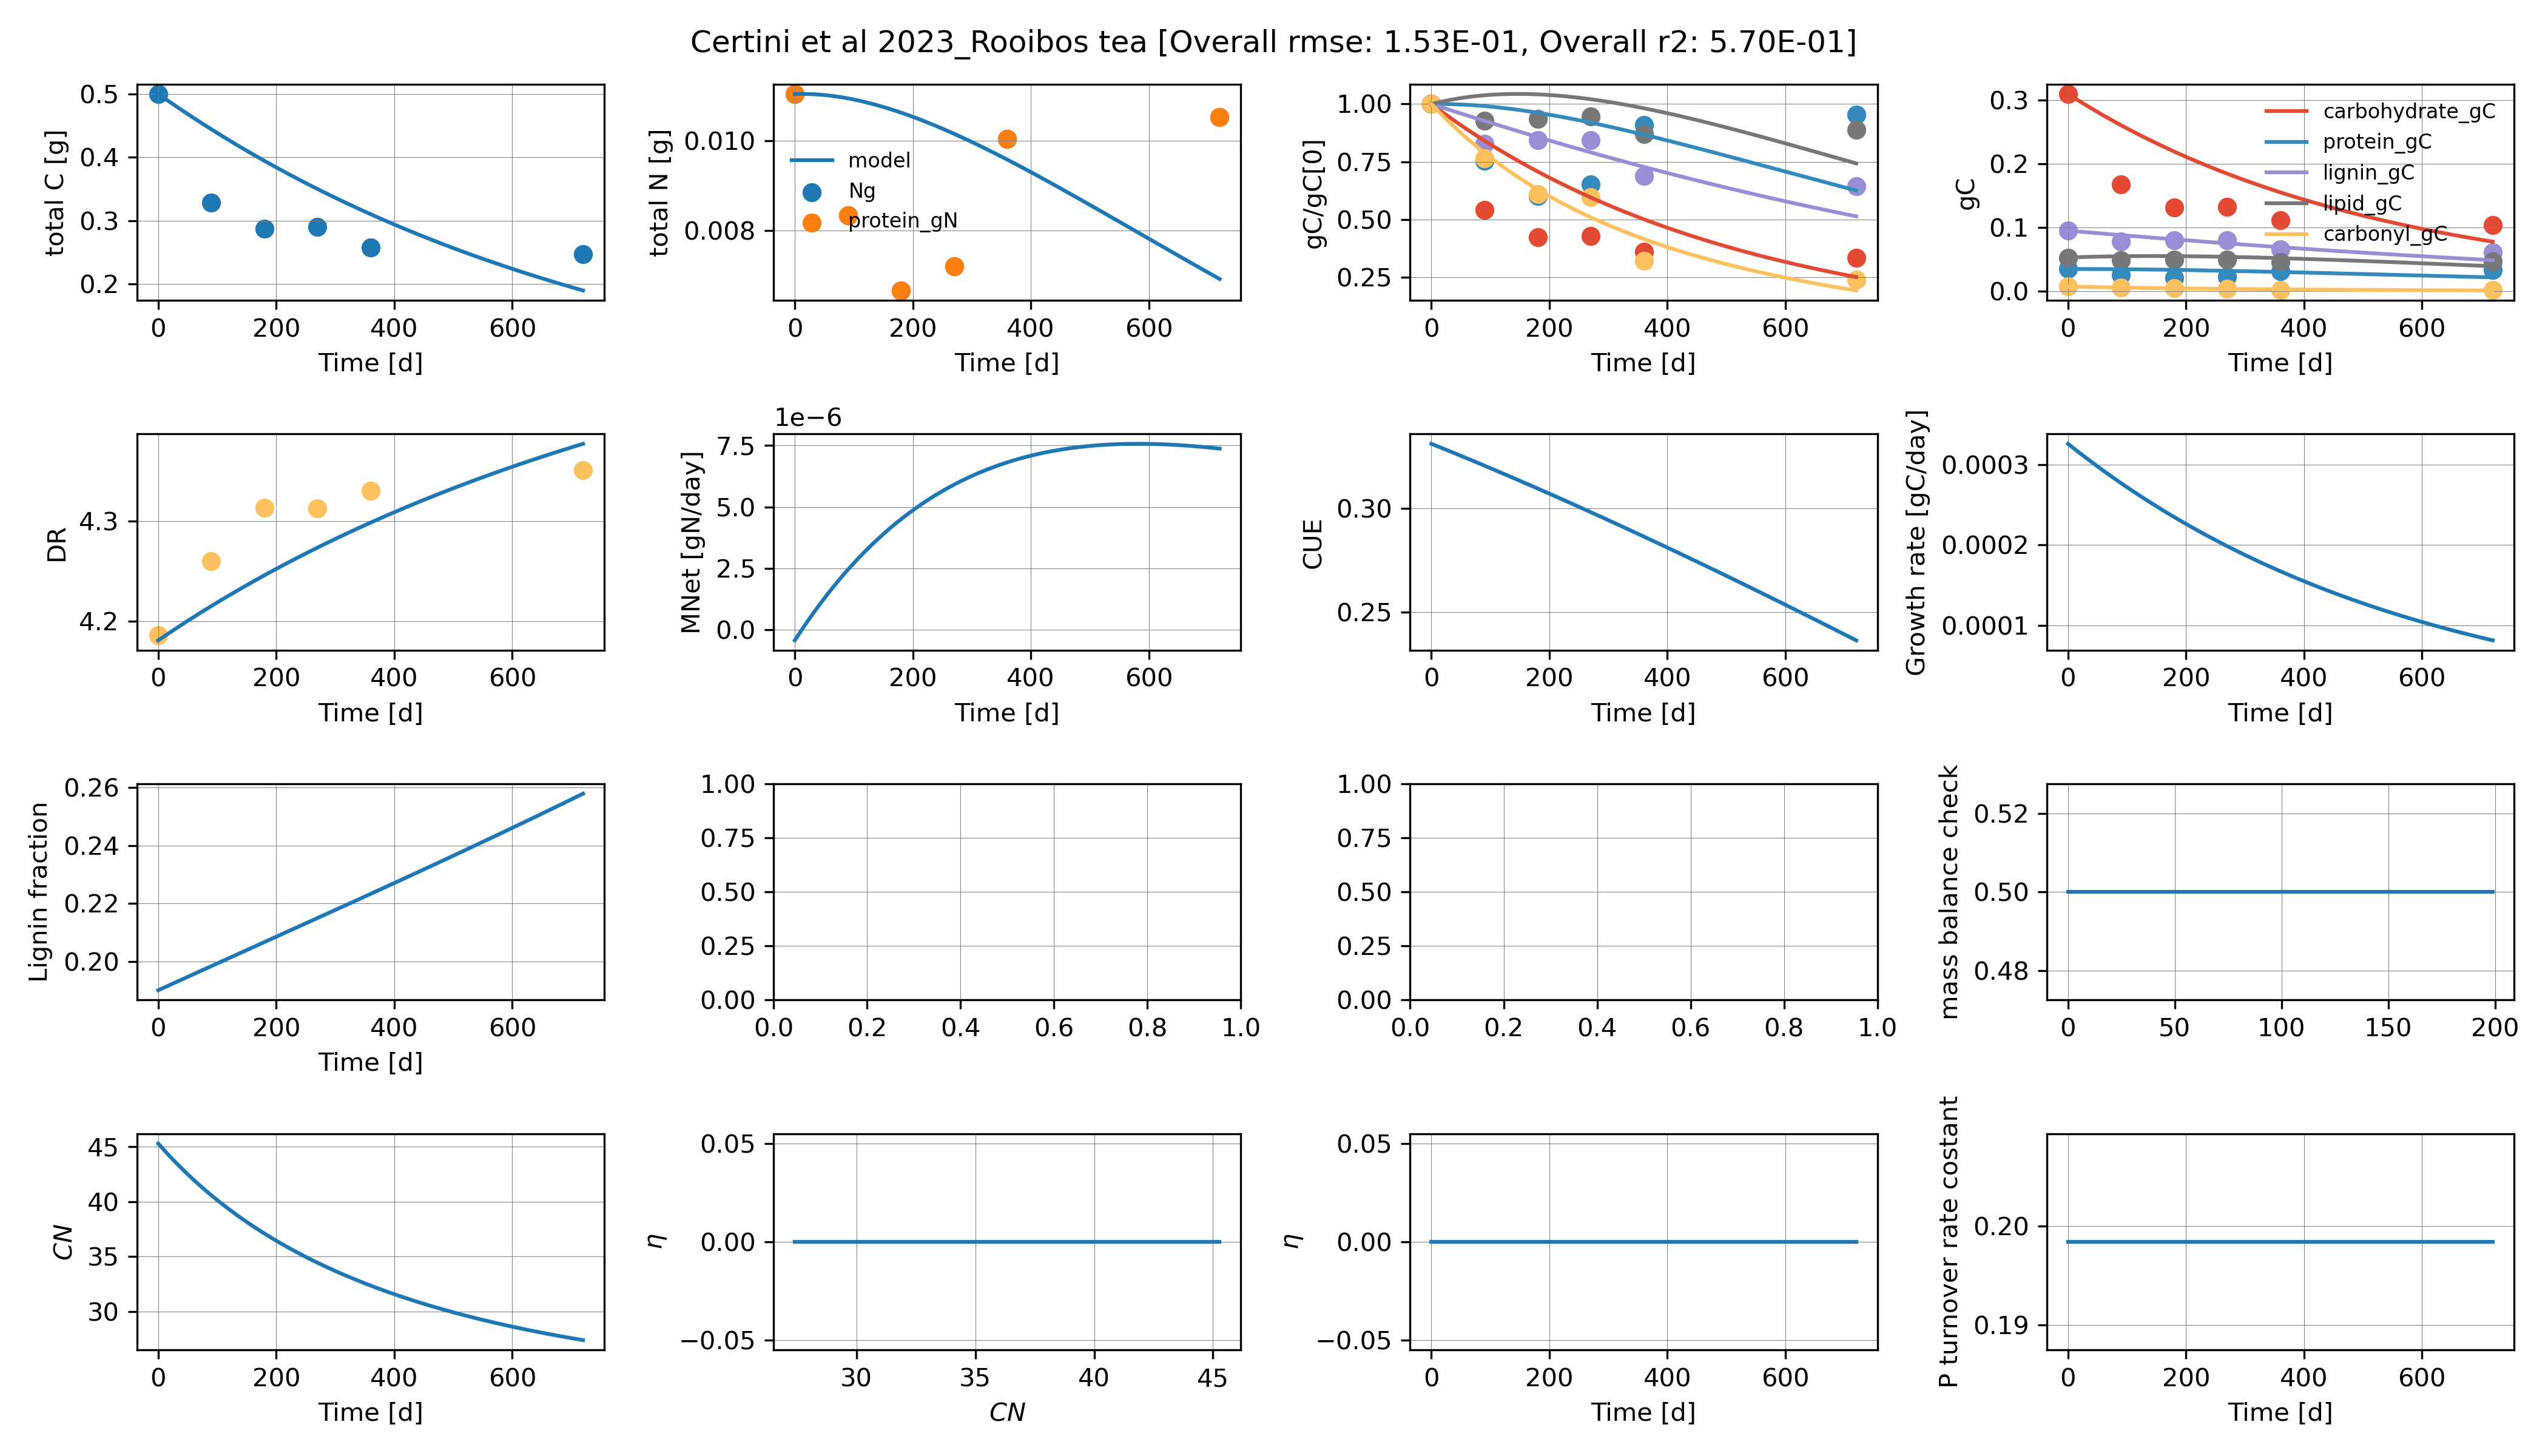 Certini et al 2023_Rooibos tea [Overall rmse: 1.53E-01, Overall r2: 5.70E-01]
total C [g]
0.5
0.4
0.3
0.2
0 200 400 600
Time [d]
total N [g]
0.010
0.008
model
Ng
protein_gN
0 200 400 600
Time [d]
gC/gC[0]
1.00
0.75
0.50
0.25
0 200 400 600
Time [d]
gC
0.3
0.2
0.1
0.0
carbohydrate_gC
protein_gC
lignin_gC
lipid_gC
carbonyl_gC
0 200 400 600
Time [d]
DR
4.3
4.2
0 200 400 600
Time [d]
1e−6
MNet [gN/day]
7.5
5.0
2.5
0.0
0 200 400 600
Time [d]
CUE
0.30
0.25
0 200 400 600
Time [d]
Growth rate [gC/day]
0.0003
0.0002
0.0001
0 200 400 600
Time [d]
Lignin fraction
0.26
0.24
0.22
0.20
0 200 400 600
Time [d]
1.00
0.75
0.50
0.25
0.00
0.0 0.2 0.4 0.6 0.8 1.0
1.00
0.75
0.50
0.25
0.00
0.0 0.2 0.4 0.6 0.8 1.0
mass balance check
0.52
0.50
0.48
0 50 100 150 200
CN
45
40
35
30
0 200 400 600
Time [d]
η
0.05
0.00
−0.05
30 35 40 45
CN
η
0.05
0.00
−0.05
0 200 400 600
Time [d]
P turnover rate costant
0.20
0.19
0 200 400 600
Time [d]